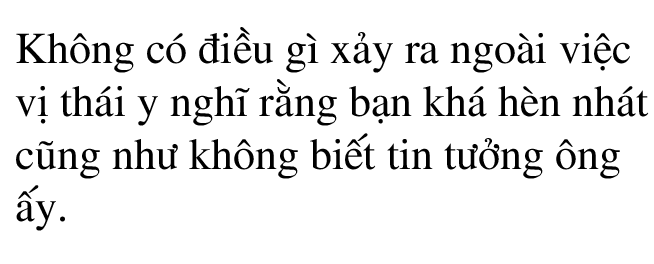 Không có điều gì xảy ra ngoài việc
vị thái y nghĩ rằng bạn khá hèn nhát
cũng như không biết tin tưởng ông
ấy.